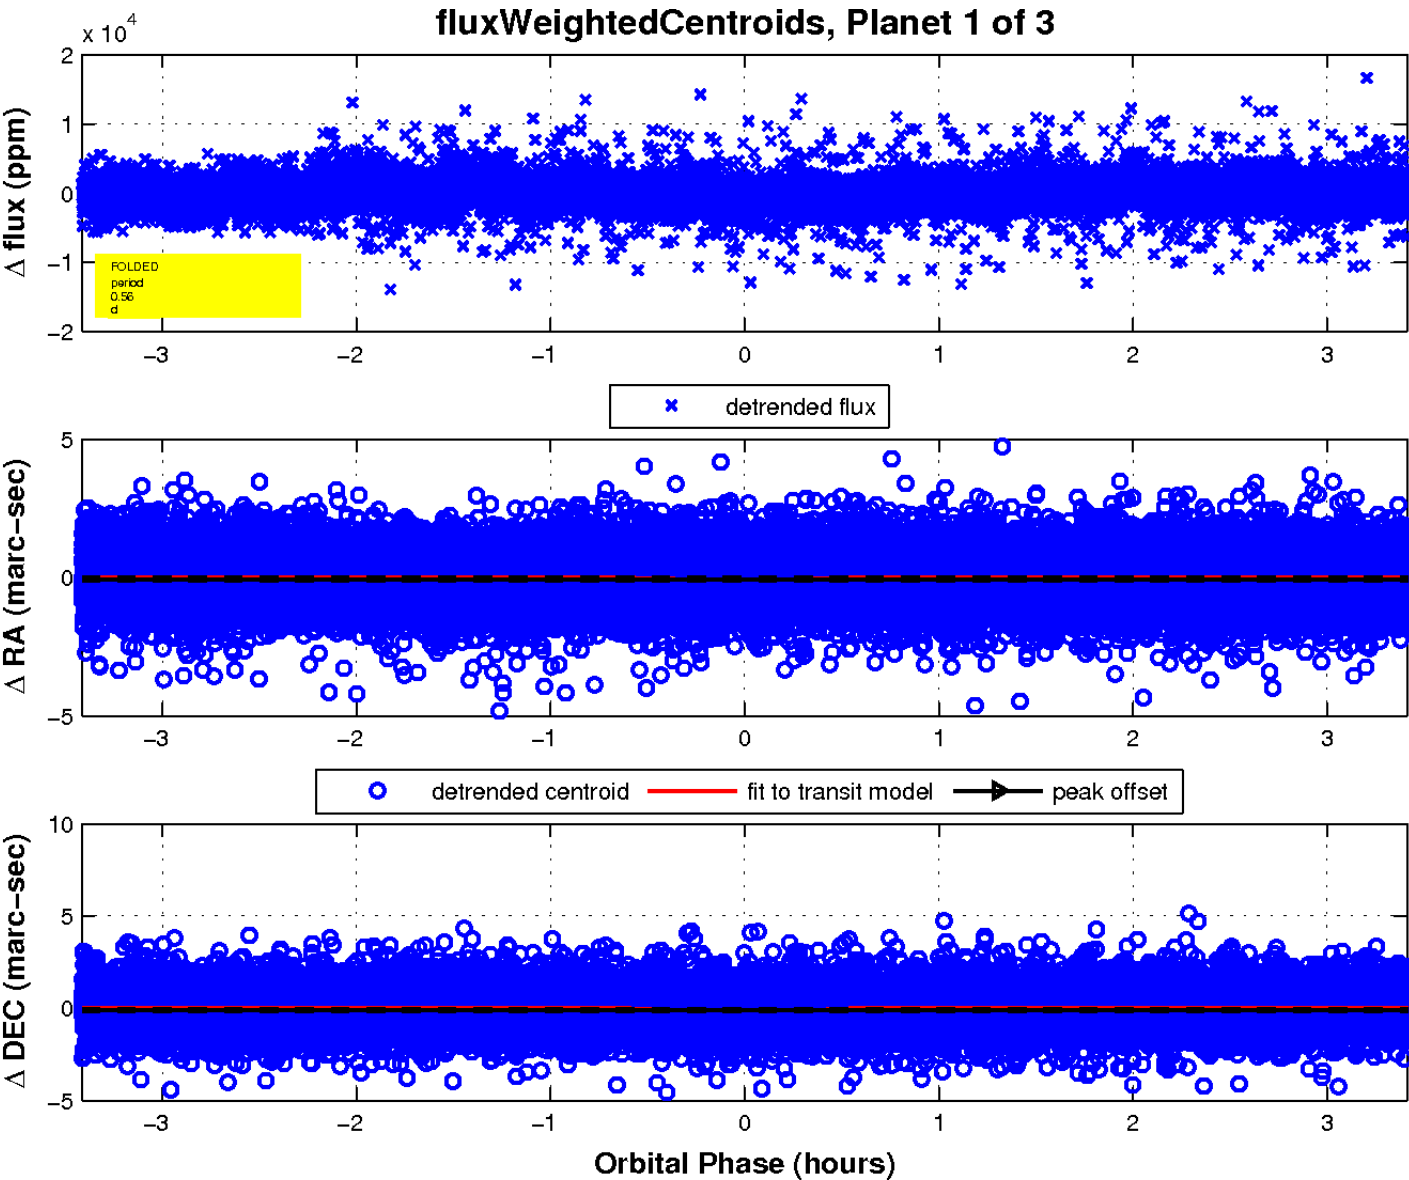 fluxWeightedCentroids, Planet 1 of 3
x 10^4
2
1
0
−1
−2
Δ flux (ppm)
FOLDED
period
0.56
d
−3 −2 −1 0 1 2 3
detrended flux
5
0
−5
Δ RA (marc−sec)
−3 −2 −1 0 1 2 3
detrended centroid fit to transit model peak offset
10
5
0
−5
Δ DEC (marc−sec)
−3 −2 −1 0 1 2 3
Orbital Phase (hours)